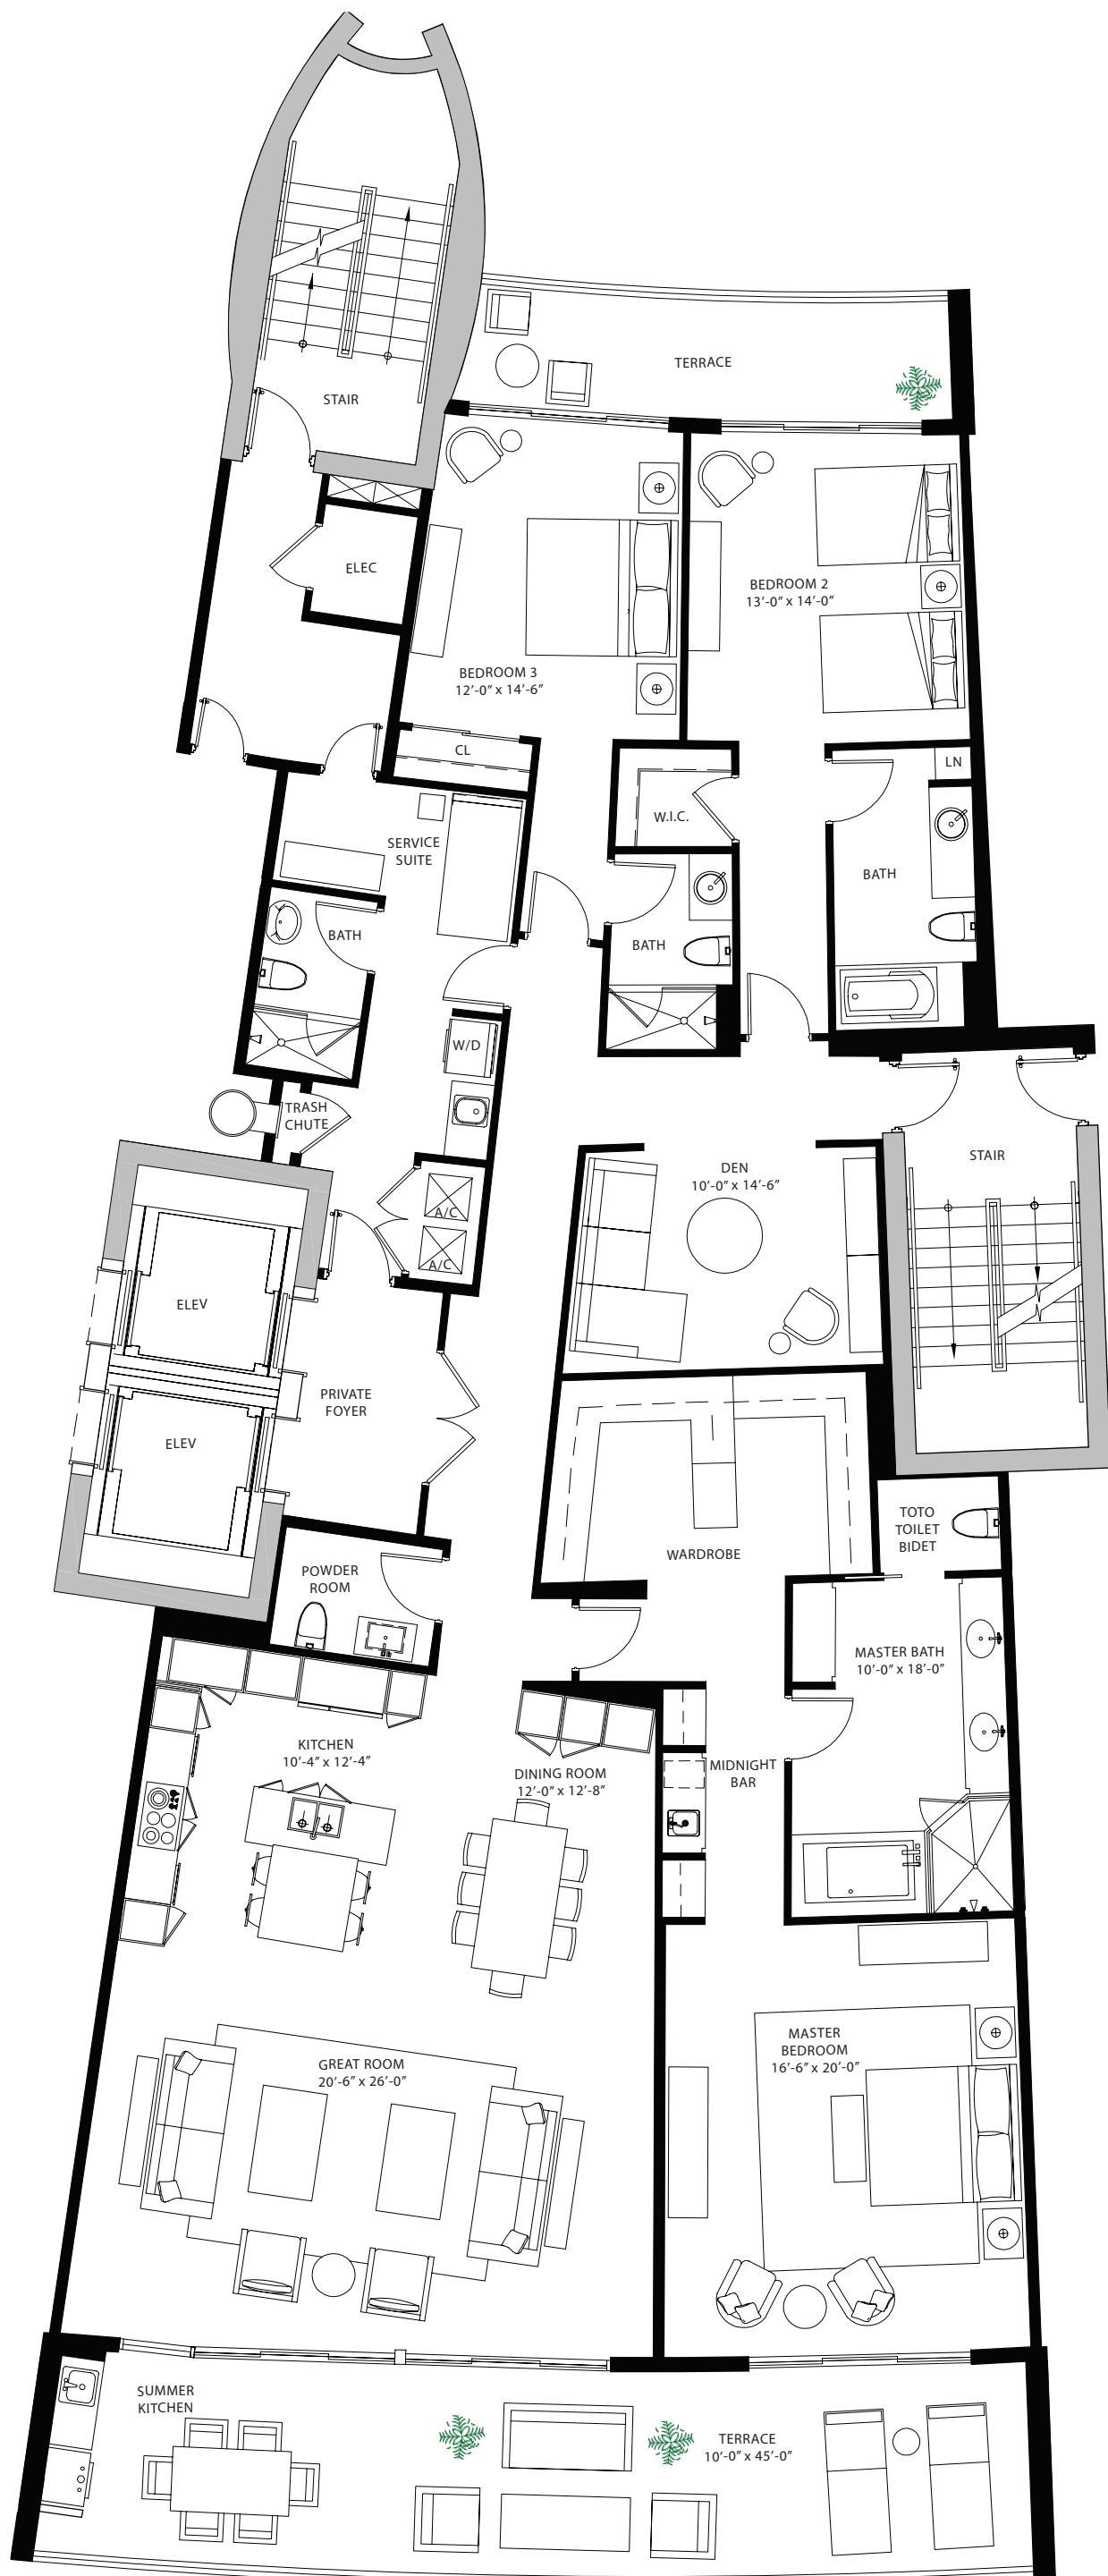 TERRACE
STAIR
ELEC
BEDROOM 2
13'-0" x 14'-0"
BEDROOM 3
12'-0" x 14'-6"
CL
LN
W.I.C.
SERVICE
SUITE
BATH
BATH
BATH
W/D
TRASH
CHUTE
STAIR
DEN
10'-0" x 14'-6"
A/C
A/C
ELEV
PRIVATE
FOYER
ELEV
TOTO
TOILET
BIDET
WARDROBE
POWDER
ROOM
MASTER BATH
10'-0" x 18'-0"
KITCHEN
10'-4" x 12'-4"
MIDNIGHT
BAR
DINING ROOM
12'-0" x 12'-8"
MASTER
BEDROOM
16'-6" x 20'-0"
GREAT ROOM
20'-6" x 26'-0"
SUMMER
KITCHEN
TERRACE
10'-0" x 45'-0"